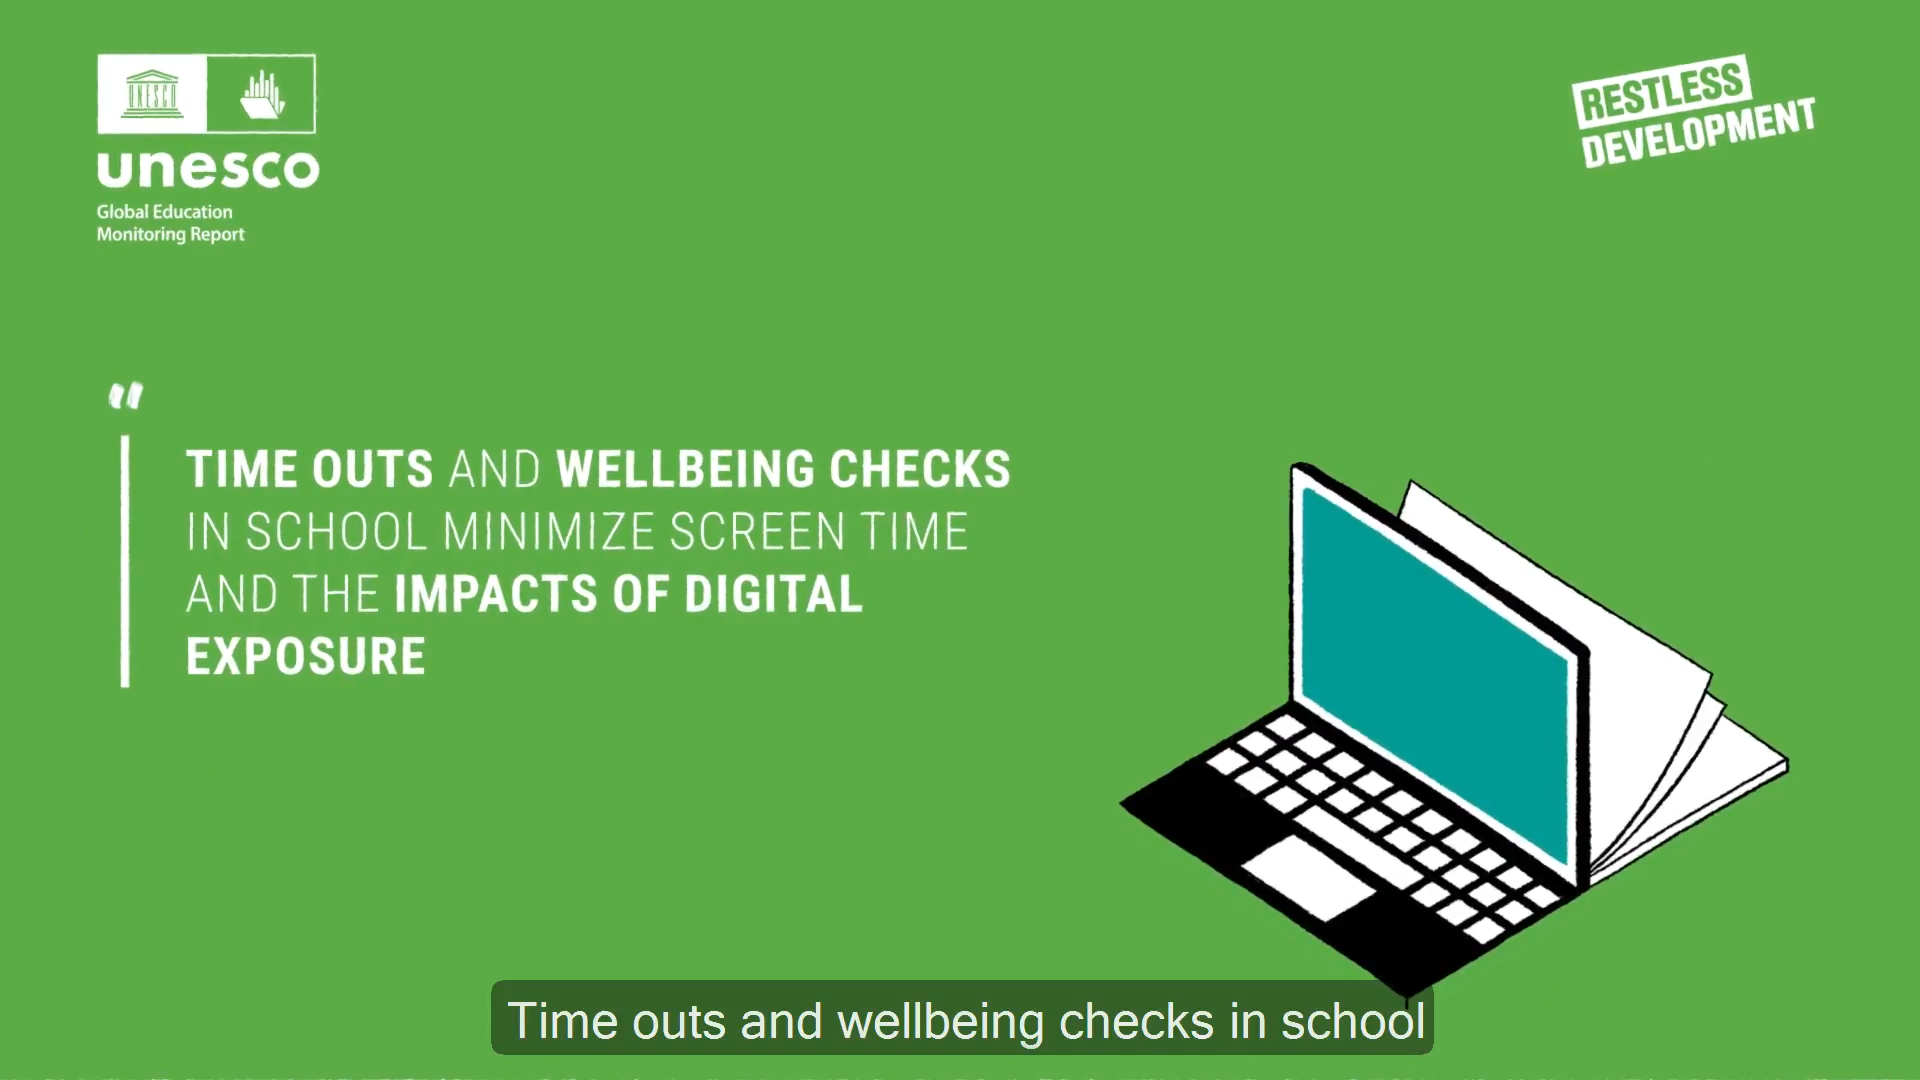 UNESCO
unesco
Global Education
Monitoring Report
RESTLESS
DEVELOPMENT
“
TIME OUTS AND WELLBEING CHECKS
IN SCHOOL MINIMIZE SCREEN TIME
AND THE IMPACTS OF DIGITAL
EXPOSURE
Time outs and wellbeing checks in school